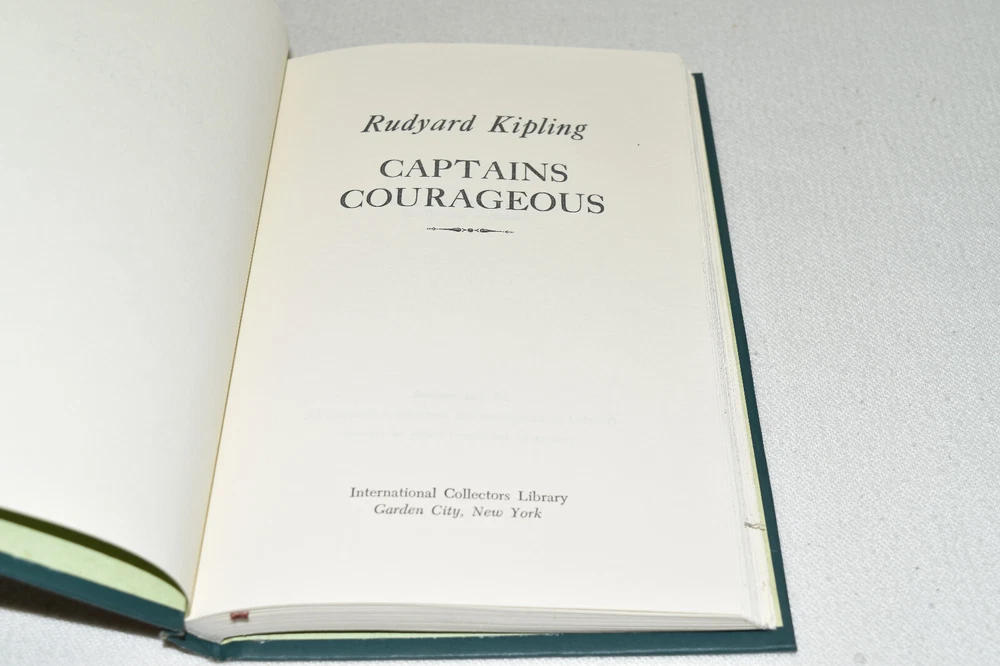 Rudyard Kipling
CAPTAINS
COURAGEOUS
International Collectors Library
Garden City, New York